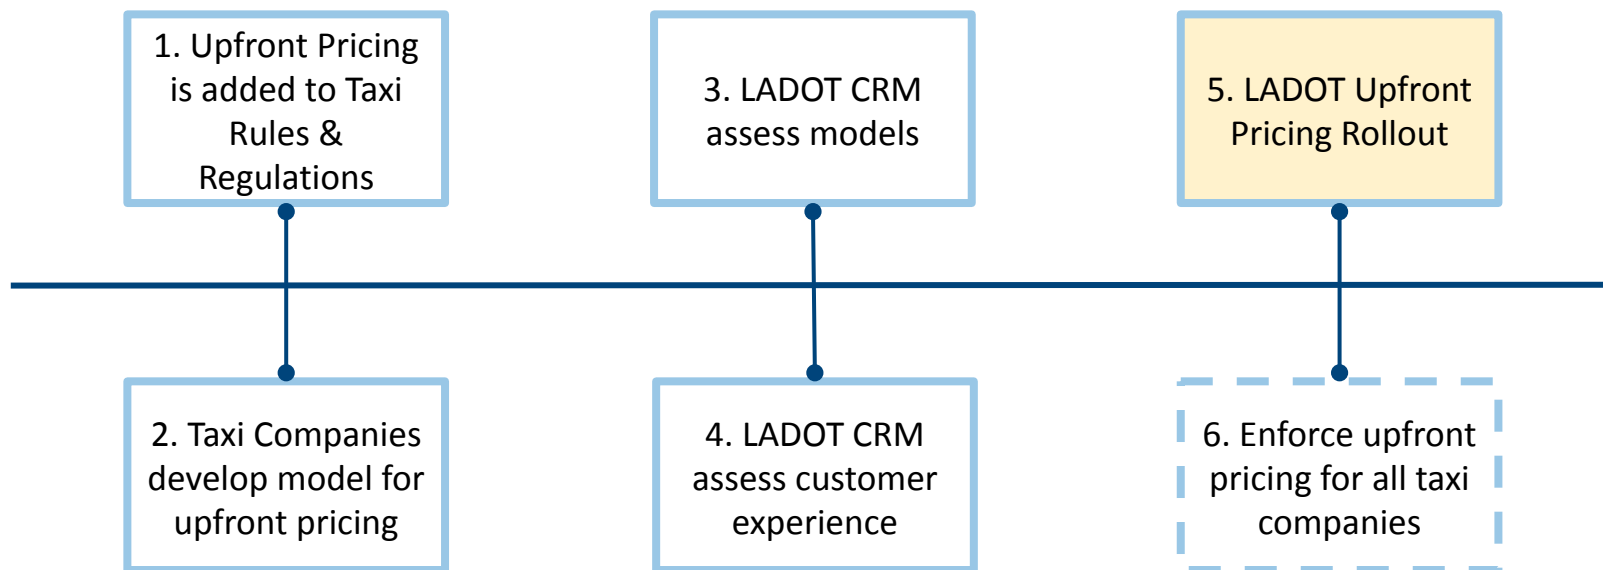 1. Upfront Pricing
is added to Taxi
Rules &
Regulations
2. Taxi Companies
develop model for
upfront pricing
3. LADOT CRM
assess models
4. LADOT CRM
assess customer
experience
5. LADOT Upfront
Pricing Rollout
6. Enforce upfront
pricing for all taxi
companies